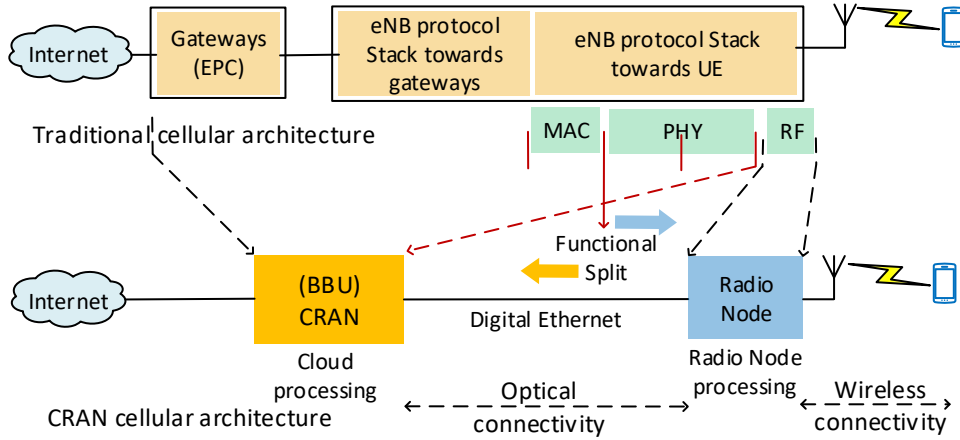 Internet
Gateways
(EPC)
eNB protocol
Stack towards
gateways
eNB protocol Stack
towards UE
Traditional cellular architecture
MAC
PHY
RF
Functional
Split
Internet
(BBU)
CRAN
Digital Ethernet
Radio
Node
Cloud
processing
Radio Node
processing
Optical
connectivity
Wireless
connectivity
CRAN cellular architecture